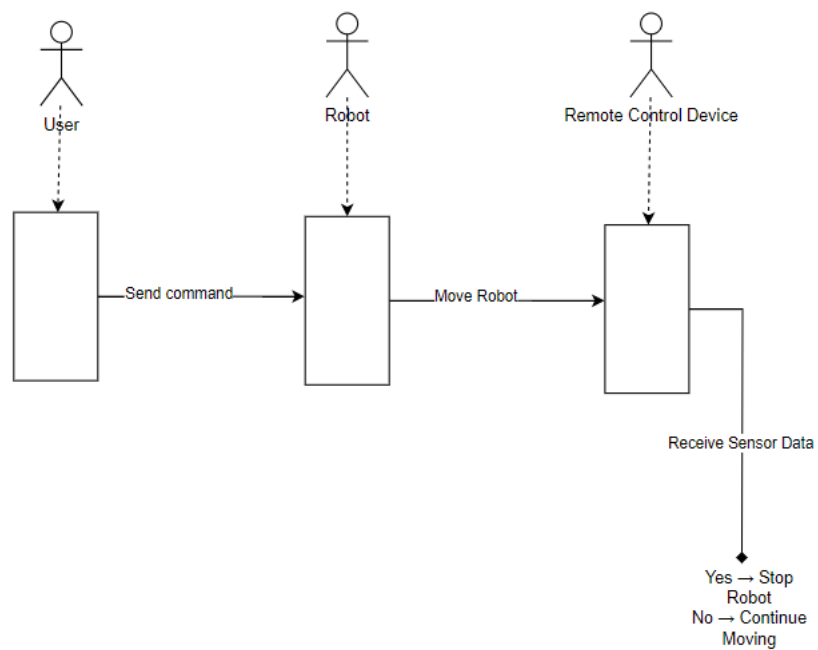 User
Robot
Remote Control Device
Send command
Move Robot
Receive Sensor Data
Yes → Stop
Robot
No → Continue
Moving